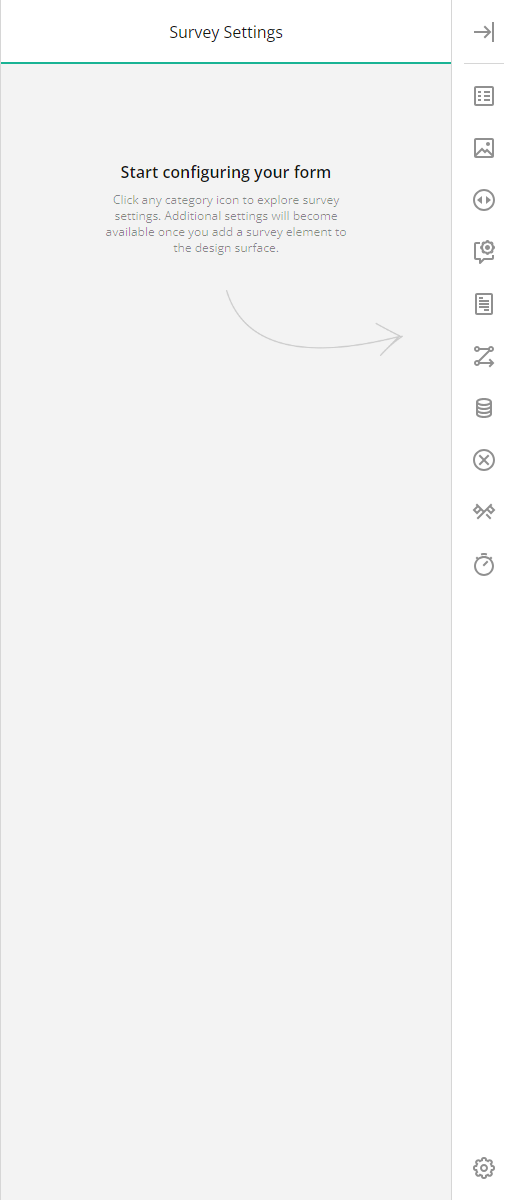 Survey Settings
Start configuring your form
Click any category icon to explore survey
settings. Additional settings will become
available once you add a survey element to
the design surface.